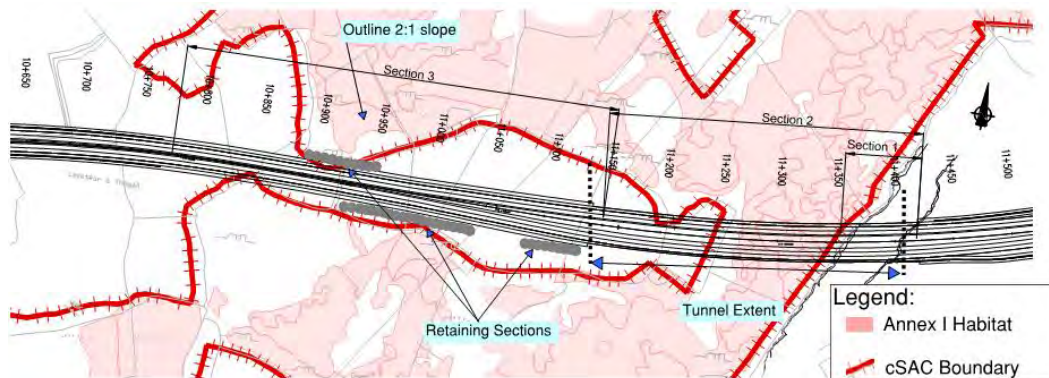 Outline 2:1 slope
Section 3
Section 2
Section 1
10+650
10+700
10+750
10+800
10+850
10+900
10+950
11+000
11+050
11+100
11+150
11+200
11+250
11+300
11+350
11+400
11+450
11+500
Retaining Sections
Tunnel Extent
Legend:
Annex I Habitat
cSAC Boundary